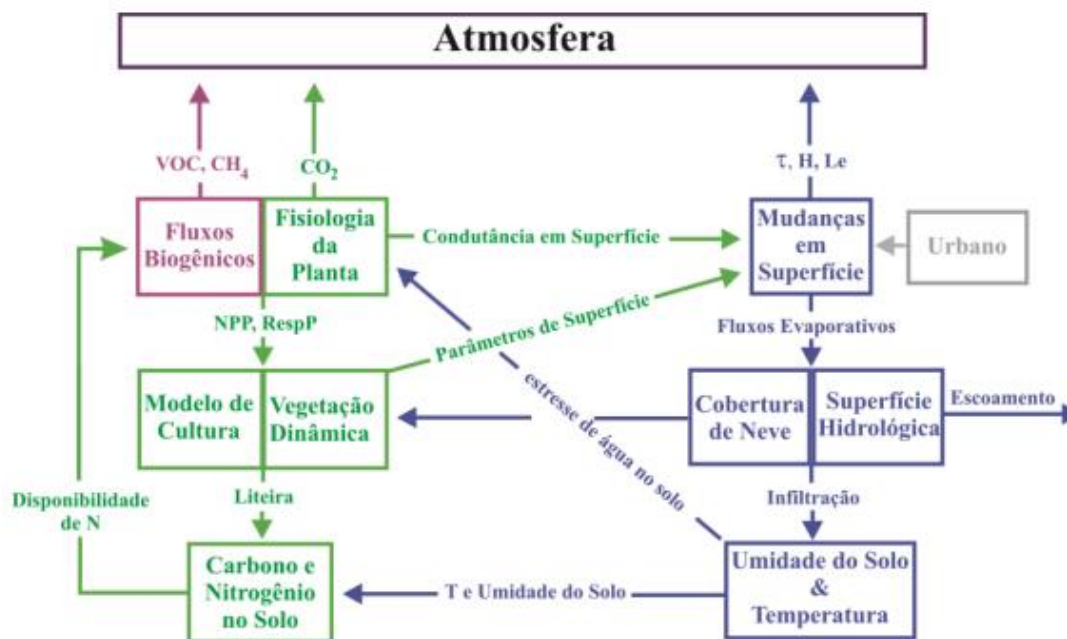 Atmosfera
VOC, CH₄
CO₂
τ, H, Le
Fluxos
Biogênicos
Fisiologia
da
Planta
Condutância em Superfície
Mudanças
em
Superfície
Urbano
NPP, RespP
Parâmetros de Superfície
Fluxos Evaporativos
estresse de água no solo
Modelo de
Cultura
Vegetação
Dinâmica
Cobertura
de Neve
Superfície
Hidrológica
Escoamento
Disponibilidade
de N
Liteira
Infiltração
Carbono e
Nitrogênio
no Solo
T e Umidade do Solo
Umidade do Solo
&
Temperatura